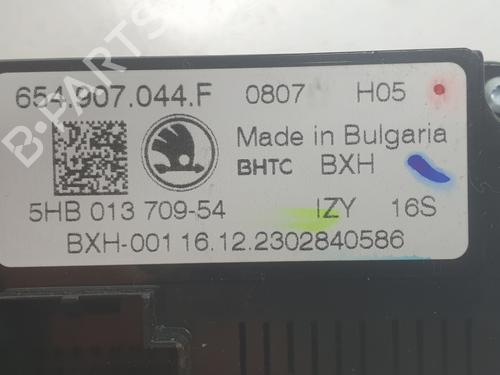 654.907.044.F 0807 H05
Made in Bulgaria
BHTC BXH
5HB 013 709-54 IZY 16S
BXH-001 16.12.2302840586
B-PARTS